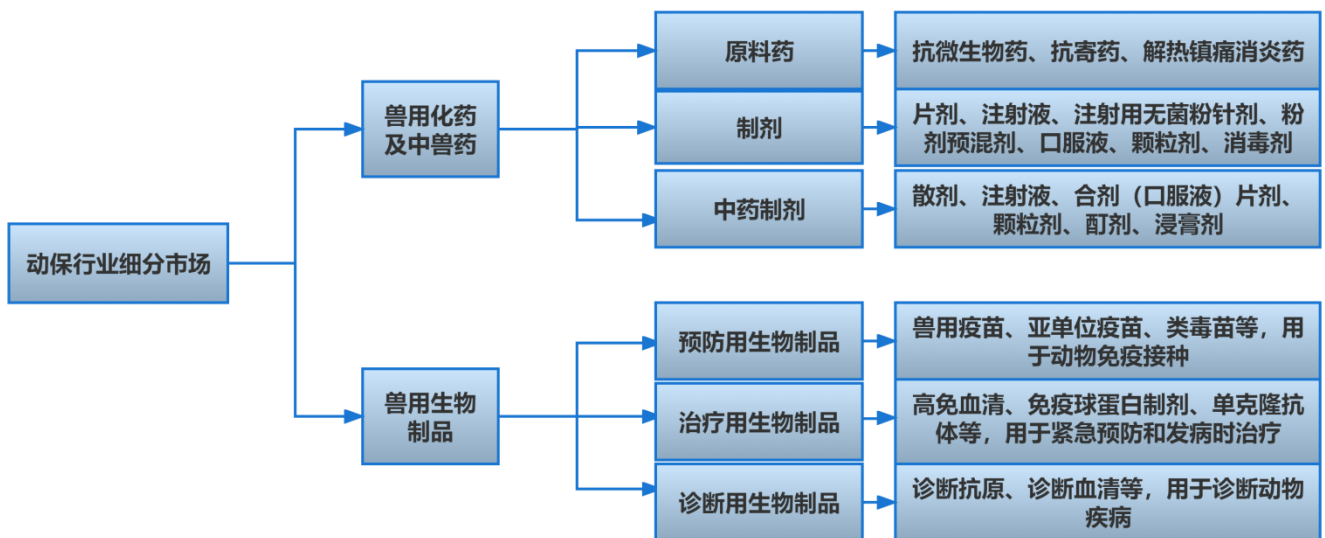 动保行业细分市场
兽用化药
及中兽药
原料药
抗微生物药、抗寄药、解热镇痛消炎药
制剂
片剂、注射液、注射用无菌粉针剂、粉
剂预混剂、口服液、颗粒剂、消毒剂
中药制剂
散剂、注射液、合剂（口服液）片剂、
颗粒剂、酊剂、浸膏剂
兽用生物
制品
预防用生物制品
兽用疫苗、亚单位疫苗、类毒苗等，用
于动物免疫接种
治疗用生物制品
高免血清、免疫球蛋白制剂、单克隆抗
体等，用于紧急预防和发病时治疗
诊断用生物制品
诊断抗原、诊断血清等，用于诊断动物
疾病